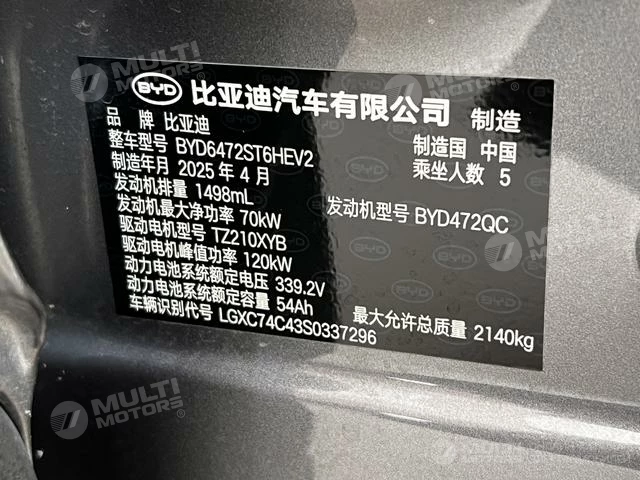 BYD 比亚迪汽车有限公司 制造
品 牌 比亚迪
制造国 中国
整车型号 BYD6472ST6HEV2
乘坐人数 5
制造年月 2025 年 4 月
发动机排量 1498mL
发动机最大净功率 70kW
发动机型号 BYD472QC
驱动电机型号 TZ210XYB
驱动电机峰值功率 120kW
动力电池系统额定电压 339.2V
动力电池系统额定容量 54Ah
最大允许总质量 2140kg
车辆识别代号 LGXC74C43S0337296
MULTI MOTORS
MULTI MOTORS
MULTI MOTORS
MULTI MOTORS